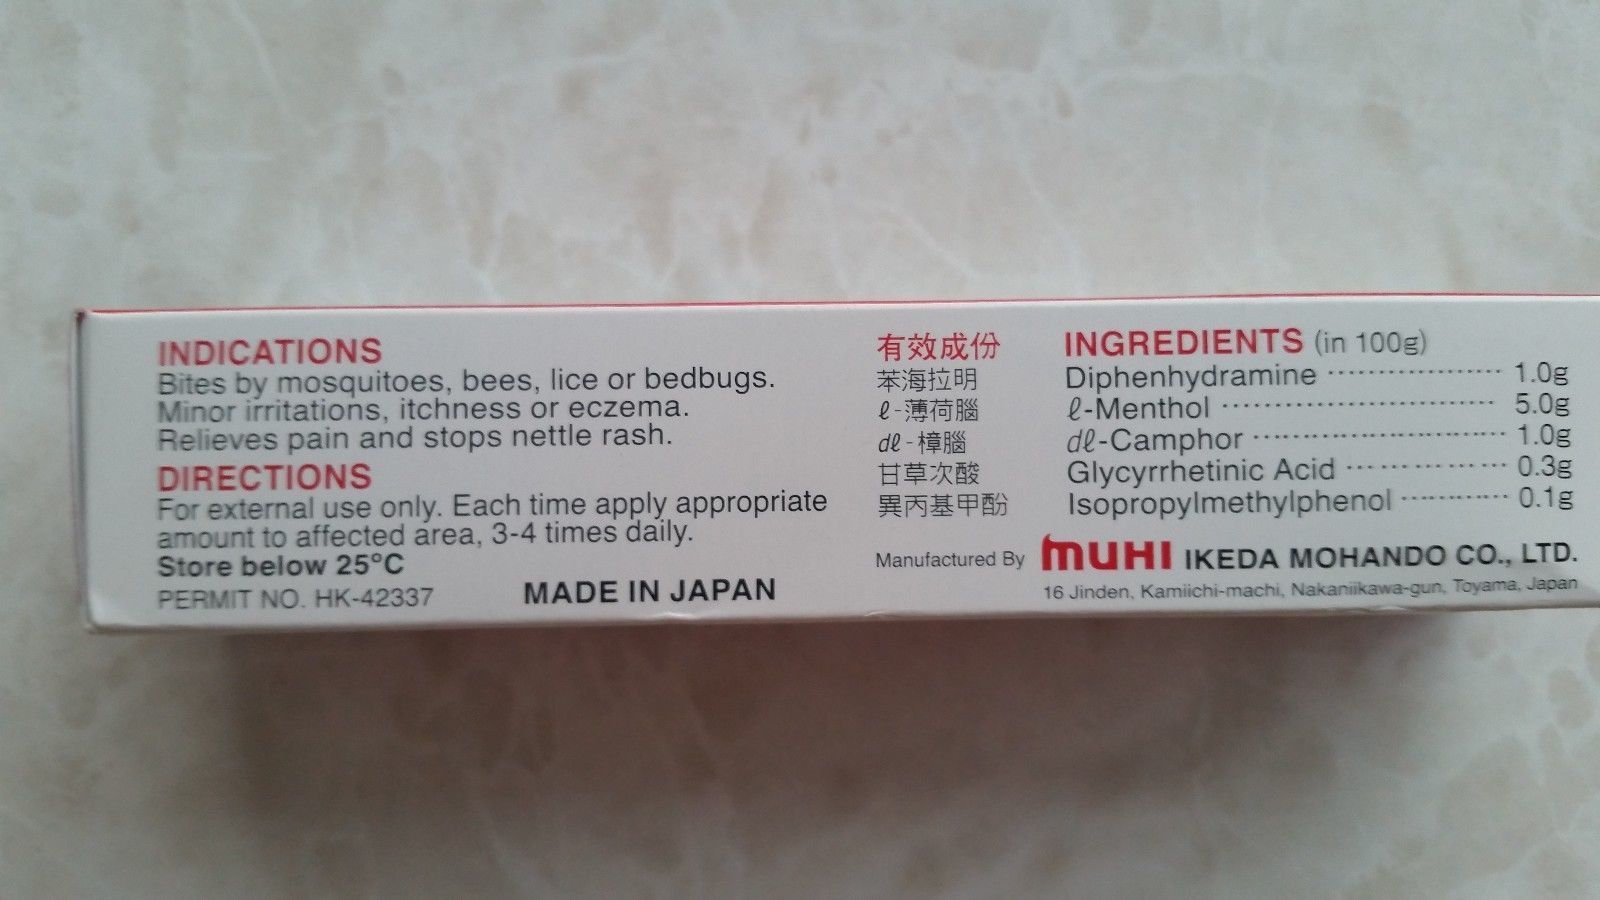 INDICATIONS
Bites by mosquitoes, bees, lice or bedbugs.
Minor irritations, itchness or eczema.
Relieves pain and stops nettle rash.
DIRECTIONS
For external use only. Each time apply appropriate
amount to affected area, 3-4 times daily.
Store below 25°C
PERMIT NO. HK-42337
MADE IN JAPAN
有效成份
苯海拉明
ℓ-薄荷腦
dℓ-樟腦
甘草次酸
異丙基甲酚
INGREDIENTS (in 100g)
Diphenhydramine ·················· 1.0g
ℓ-Menthol ·························· 5.0g
dℓ-Camphor ························· 1.0g
Glycyrrhetinic Acid ················ 0.3g
Isopropylmethylphenol ············ 0.1g
Manufactured By MUHI IKEDA MOHANDO CO., LTD.
16 Jinden, Kamiichi-machi, Nakaniikawa-gun, Toyama, Japan